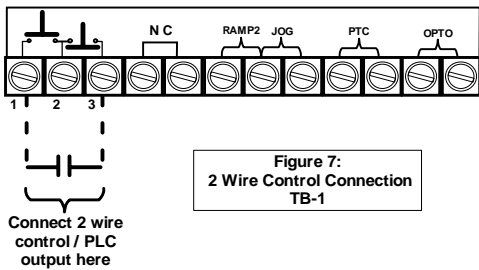 N C RAMP2 JOG PTC OPTO
1 2 3
Figure 7:
2 Wire Control Connection
TB-1
Connect 2 wire
control / PLC
output here